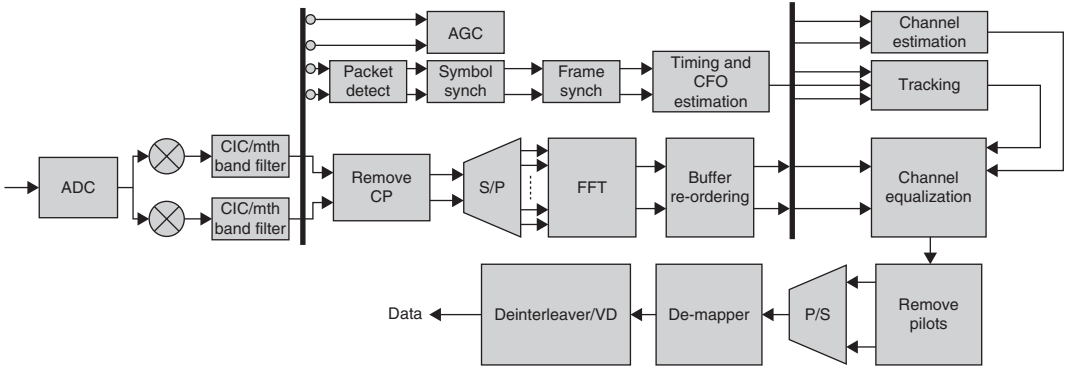 AGC
Channel
estimation
Packet
detect
Symbol
synch
Frame
synch
Timing and
CFO
estimation
Tracking
ADC
CIC/mth
band filter
CIC/mth
band filter
Remove
CP
S/P
FFT
Buffer
re-ordering
Channel
equalization
Data
Deinterleaver/VD
De-mapper
P/S
Remove
pilots